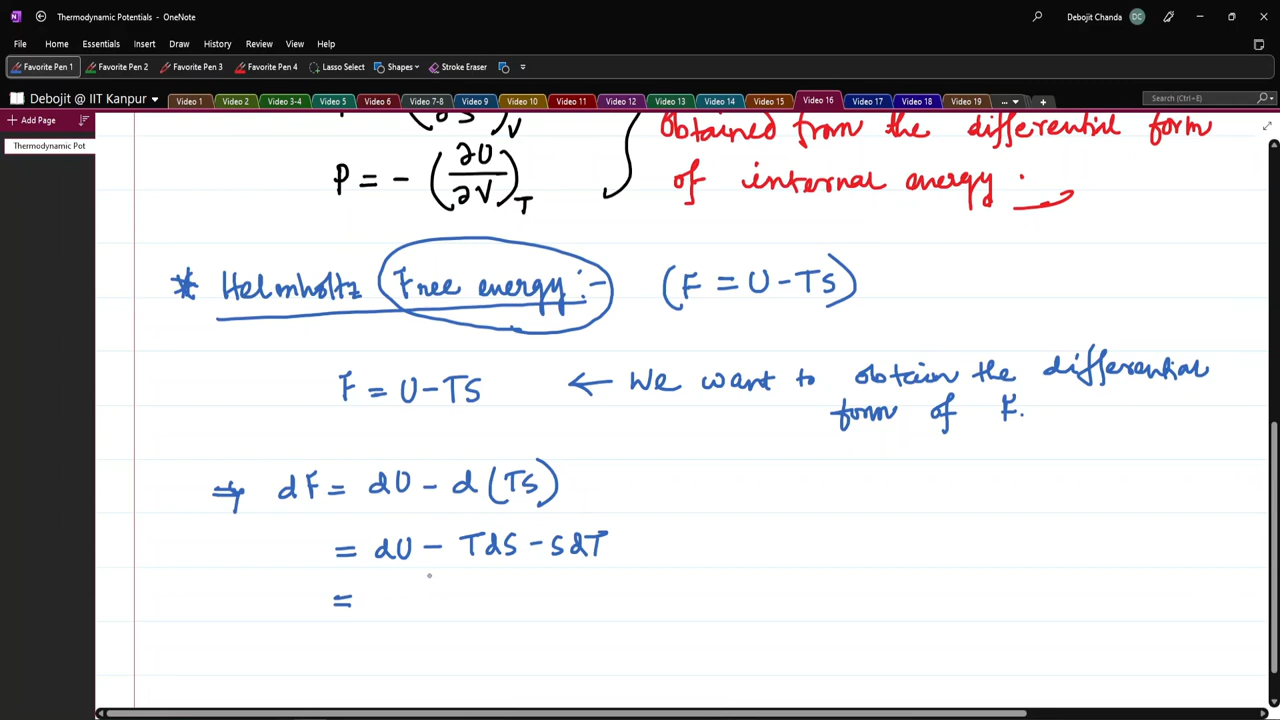 Thermodynamic Potentials - OneNote
Debojit Chanda DC
File Home Essentials Insert Draw History Review View Help
Favorite Pen 1 Favorite Pen 2 Favorite Pen 3 Favorite Pen 4 Lasso Select Shapes Stroke Eraser
Debojit @ IIT Kanpur Video 1 Video 2 Video 3-4 Video 5 Video 6 Video 7-8 Video 9 Video 10 Video 11 Video 12 Video 13 Video 14 Video 15 Video 16 Video 17 Video 18 Video 19 ... Search (Ctrl+E)
Add Page
Thermodynamic Pot
obtained from the differential form
of internal energy.
P = - (∂U/∂V)_T
* Helmholtz Free energy :- (F = U - TS)
F = U - TS ← We want to obtain the differential
form of F.
⇒ dF = dU - d(TS)
= dU - TdS - SdT
=